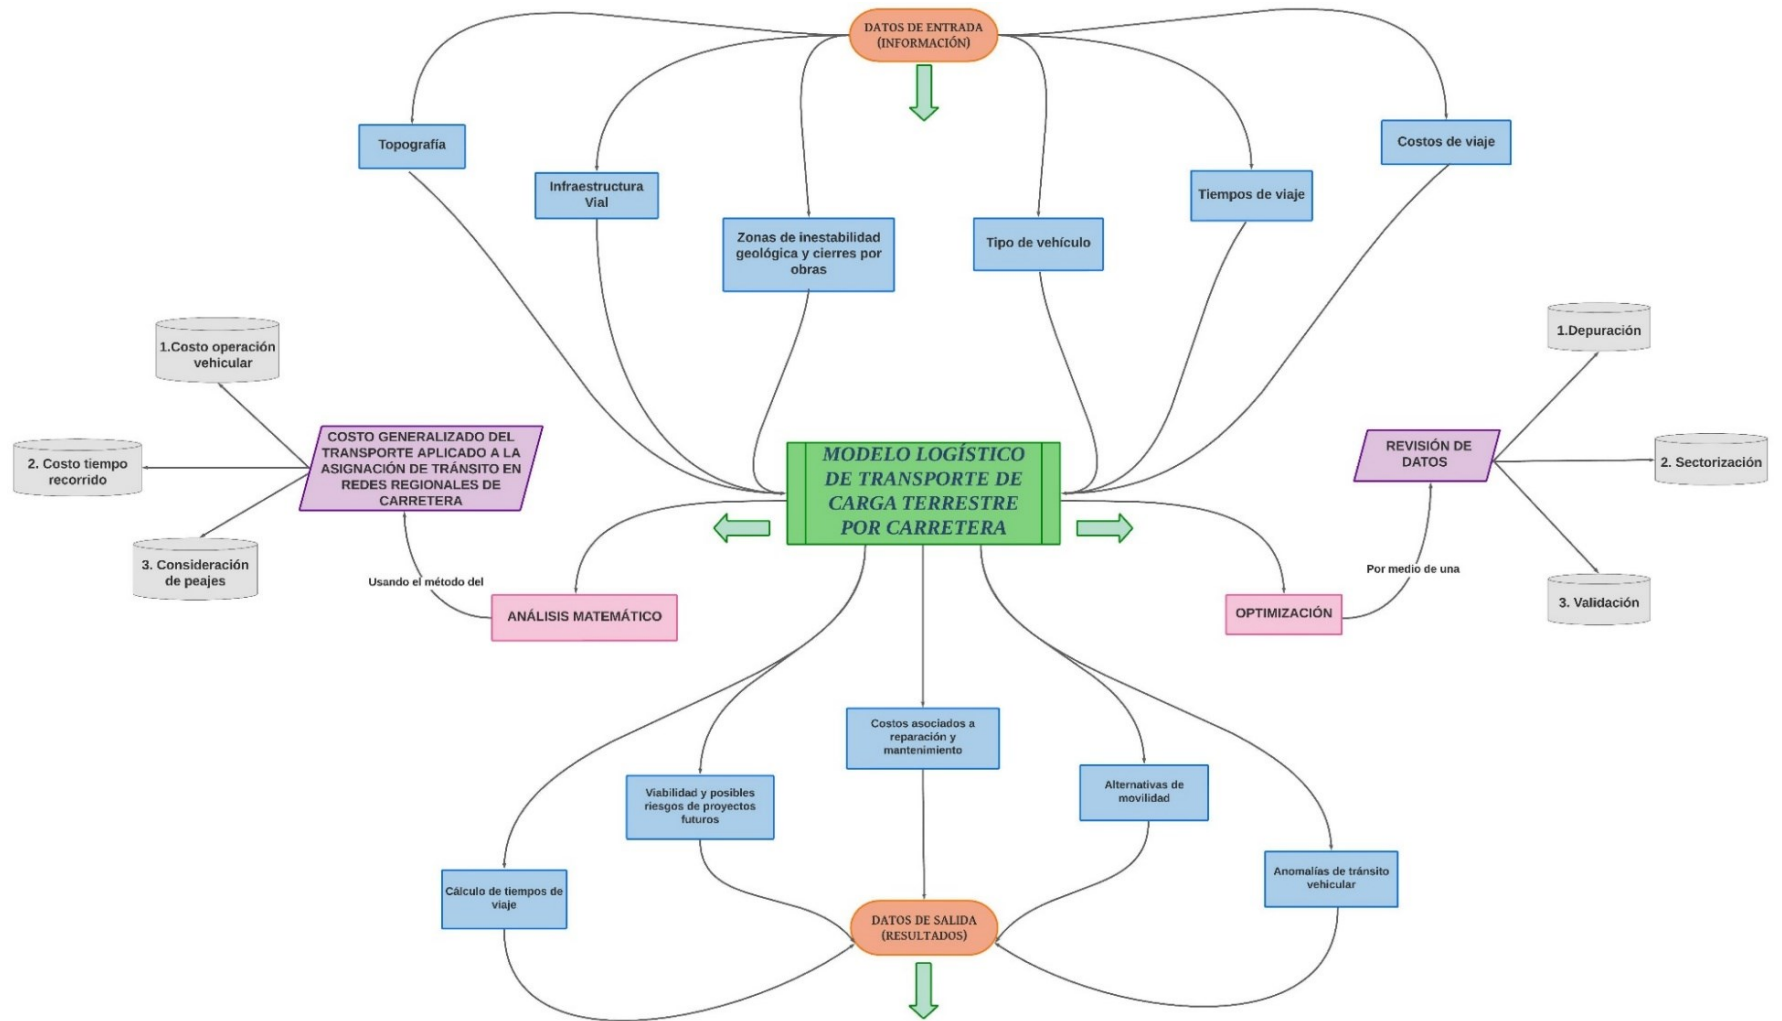 DATOS DE ENTRADA
(INFORMACIÓN)
Topografía
Infraestructura
Vial
Zonas de inestabilidad
geológica y cierres por
obras
Tipo de vehículo
Tiempos de viaje
Costos de viaje
1.Costo operación
vehicular
2. Costo tiempo
recorrido
3. Consideración
de peajes
COSTO GENERALIZADO DEL
TRANSPORTE APLICADO A LA
ASIGNACIÓN DE TRÁNSITO EN
REDES REGIONALES DE
CARRETERA
Usando el método del
ANÁLISIS MATEMÁTICO
MODELO LOGÍSTICO
DE TRANSPORTE DE
CARGA TERRESTRE
POR CARRETERA
OPTIMIZACIÓN
Por medio de una
REVISIÓN DE
DATOS
1.Depuración
2. Sectorización
3. Validación
Cálculo de tiempos de
viaje
Viabilidad y posibles
riesgos de proyectos
futuros
Costos asociados a
reparación y
mantenimiento
Alternativas de
movilidad
Anomalías de tránsito
vehicular
DATOS DE SALIDA
(RESULTADOS)